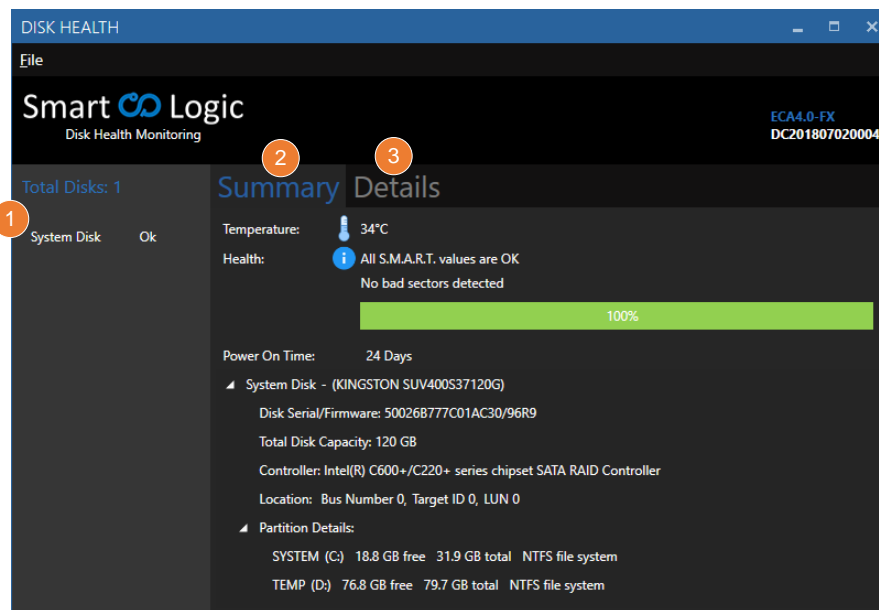 DISK HEALTH
File
Smart Logic
Disk Health Monitoring
ECA4.0-FX
DC201807020004
2
3
Total Disks: 1
Summary Details
1
System Disk Ok
Temperature: 34°C
Health: All S.M.A.R.T. values are OK
No bad sectors detected
100%
Power On Time: 24 Days
System Disk - (KINGSTON SUV400S37120G)
Disk Serial/Firmware: 50026B777C01AC30/96R9
Total Disk Capacity: 120 GB
Controller: Intel(R) C600+/C220+ series chipset SATA RAID Controller
Location: Bus Number 0, Target ID 0, LUN 0
Partition Details:
SYSTEM (C:) 18.8 GB free 31.9 GB total NTFS file system
TEMP (D:) 76.8 GB free 79.7 GB total NTFS file system